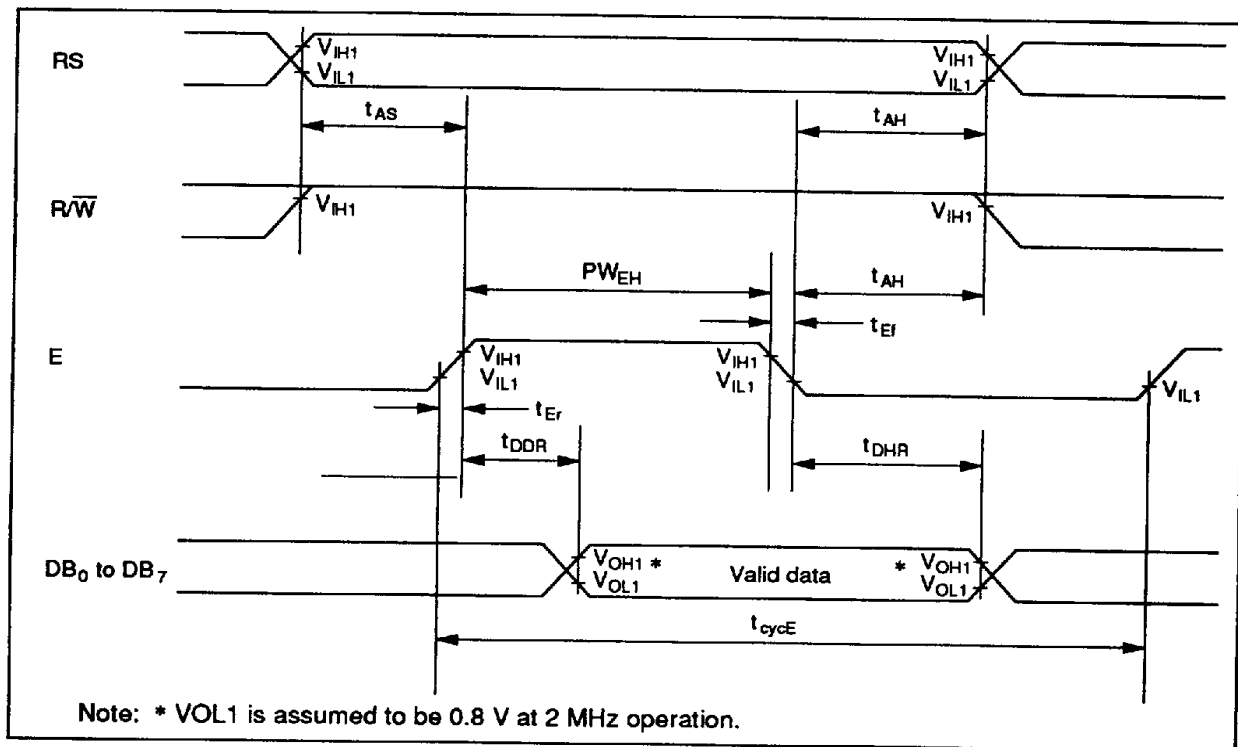 RS
V_IH1
V_IL1
V_IH1
V_IL1
t_AS
t_AH
R/W̅
V_IH1
V_IH1
PW_EH
t_AH
t_Ef
E
V_IH1
V_IL1
V_IH1
V_IL1
V_IL1
t_Er
t_DDR
t_DHR
DB₀ to DB₇
V_OH1 *
V_OL1
Valid data
* V_OH1
V_OL1
t_cycE
Note: * VOL1 is assumed to be 0.8 V at 2 MHz operation.